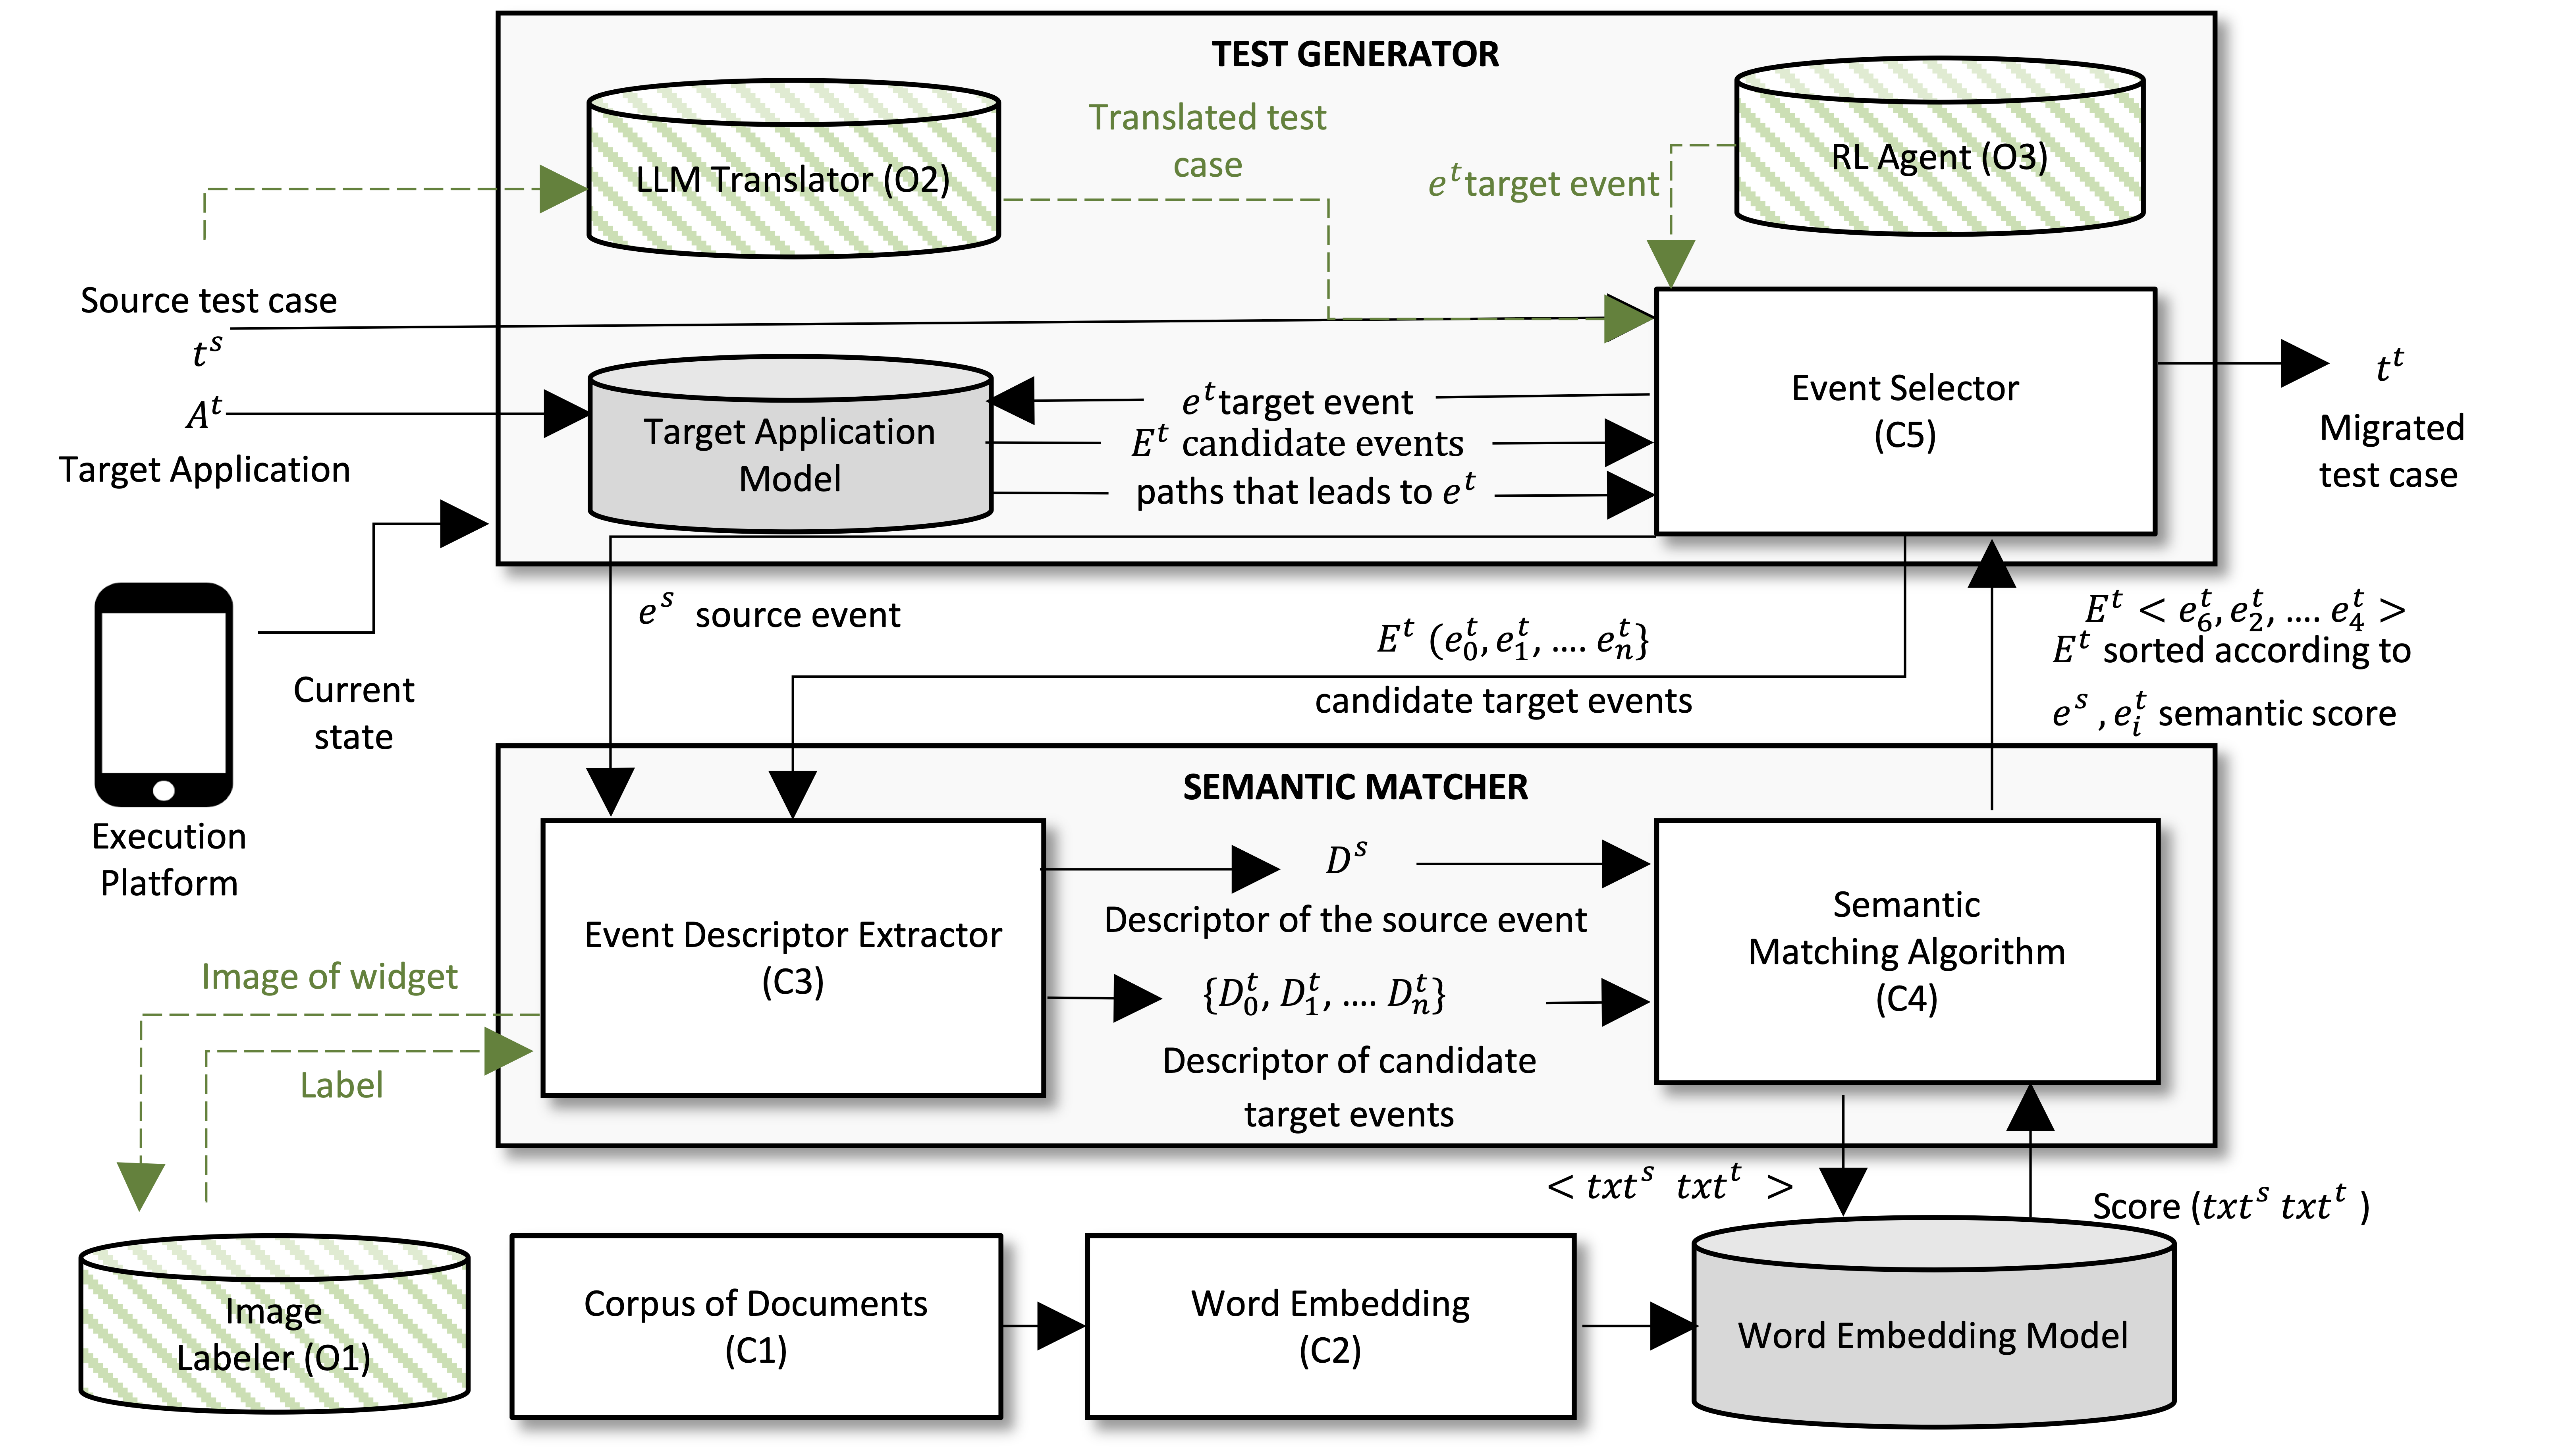 TEST GENERATOR
LLM Translator (O2)
Translated test
case
e^t target event
RL Agent (O3)
Source test case
t^s
A^t
Target Application
Target Application
Model
e^t target event
E^t candidate events
paths that leads to e^t
Event Selector
(C5)
t^t
Migrated
test case
Execution
Platform
Current
state
e^s source event
E^t (e_0^t, e_1^t, .... e_n^t}
candidate target events
E^t < e_6^t, e_2^t, .... e_4^t >
E^t sorted according to
e^s , e_i^t semantic score
SEMANTIC MATCHER
Event Descriptor Extractor
(C3)
D^s
Descriptor of the source event
{D_0^t, D_1^t, .... D_n^t}
Descriptor of candidate
target events
Semantic
Matching Algorithm
(C4)
Image of widget
Label
Image
Labeler (O1)
Corpus of Documents
(C1)
Word Embedding
(C2)
< txt^s txt^t >
Score (txt^s txt^t )
Word Embedding Model